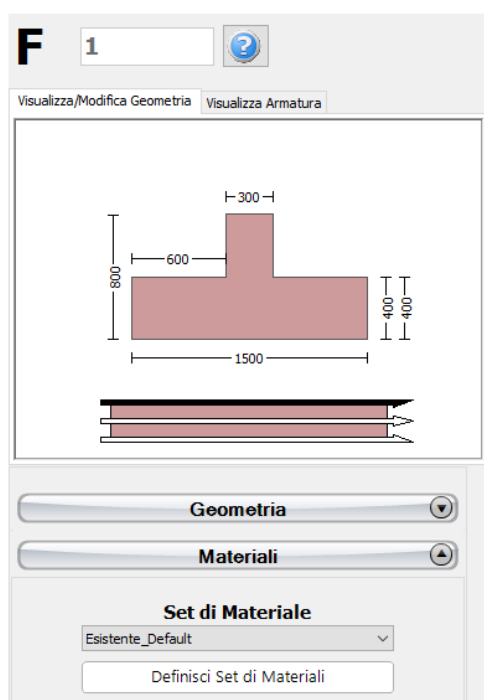 F 1
Visualizza/Modifica Geometria Visualizza Armatura
300
600
800
400 400
1500
Geometria
Materiali
Set di Materiale
Esistente_Default
Definisci Set di Materiali